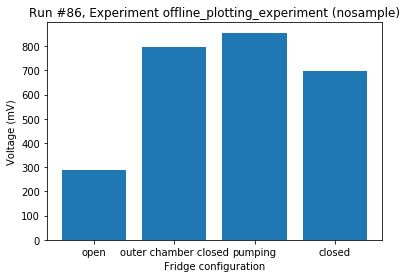 Run #86, Experiment offline_plotting_experiment (nosample)
800
700
600
500
400
300
200
100
0
Voltage (mV)
open outer chamber closed pumping closed
Fridge configuration